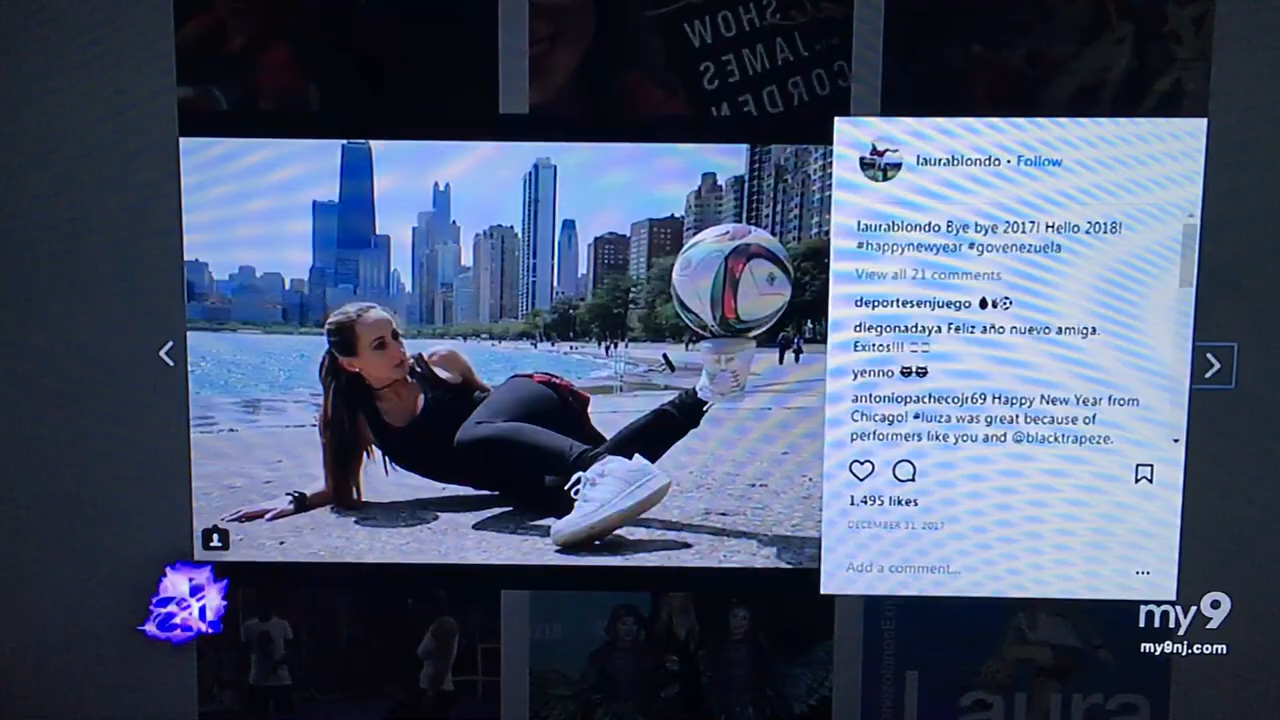 SHOW
WITH
JAMES
CORDEN
laurablondo • Follow
laurablondo Bye bye 2017! Hello 2018!
#happynewyear #govenezuela
View all 21 comments
deportesenjuego
diegonadaya Feliz año nuevo amiga.
Exitos!!!
yenno
antoniopachecojr69 Happy New Year from
Chicago! #luiza was great because of
performers like you and @blacktrapeze.
1,495 likes
DECEMBER 31, 2017
Add a comment...
my9
my9nj.com
Laura